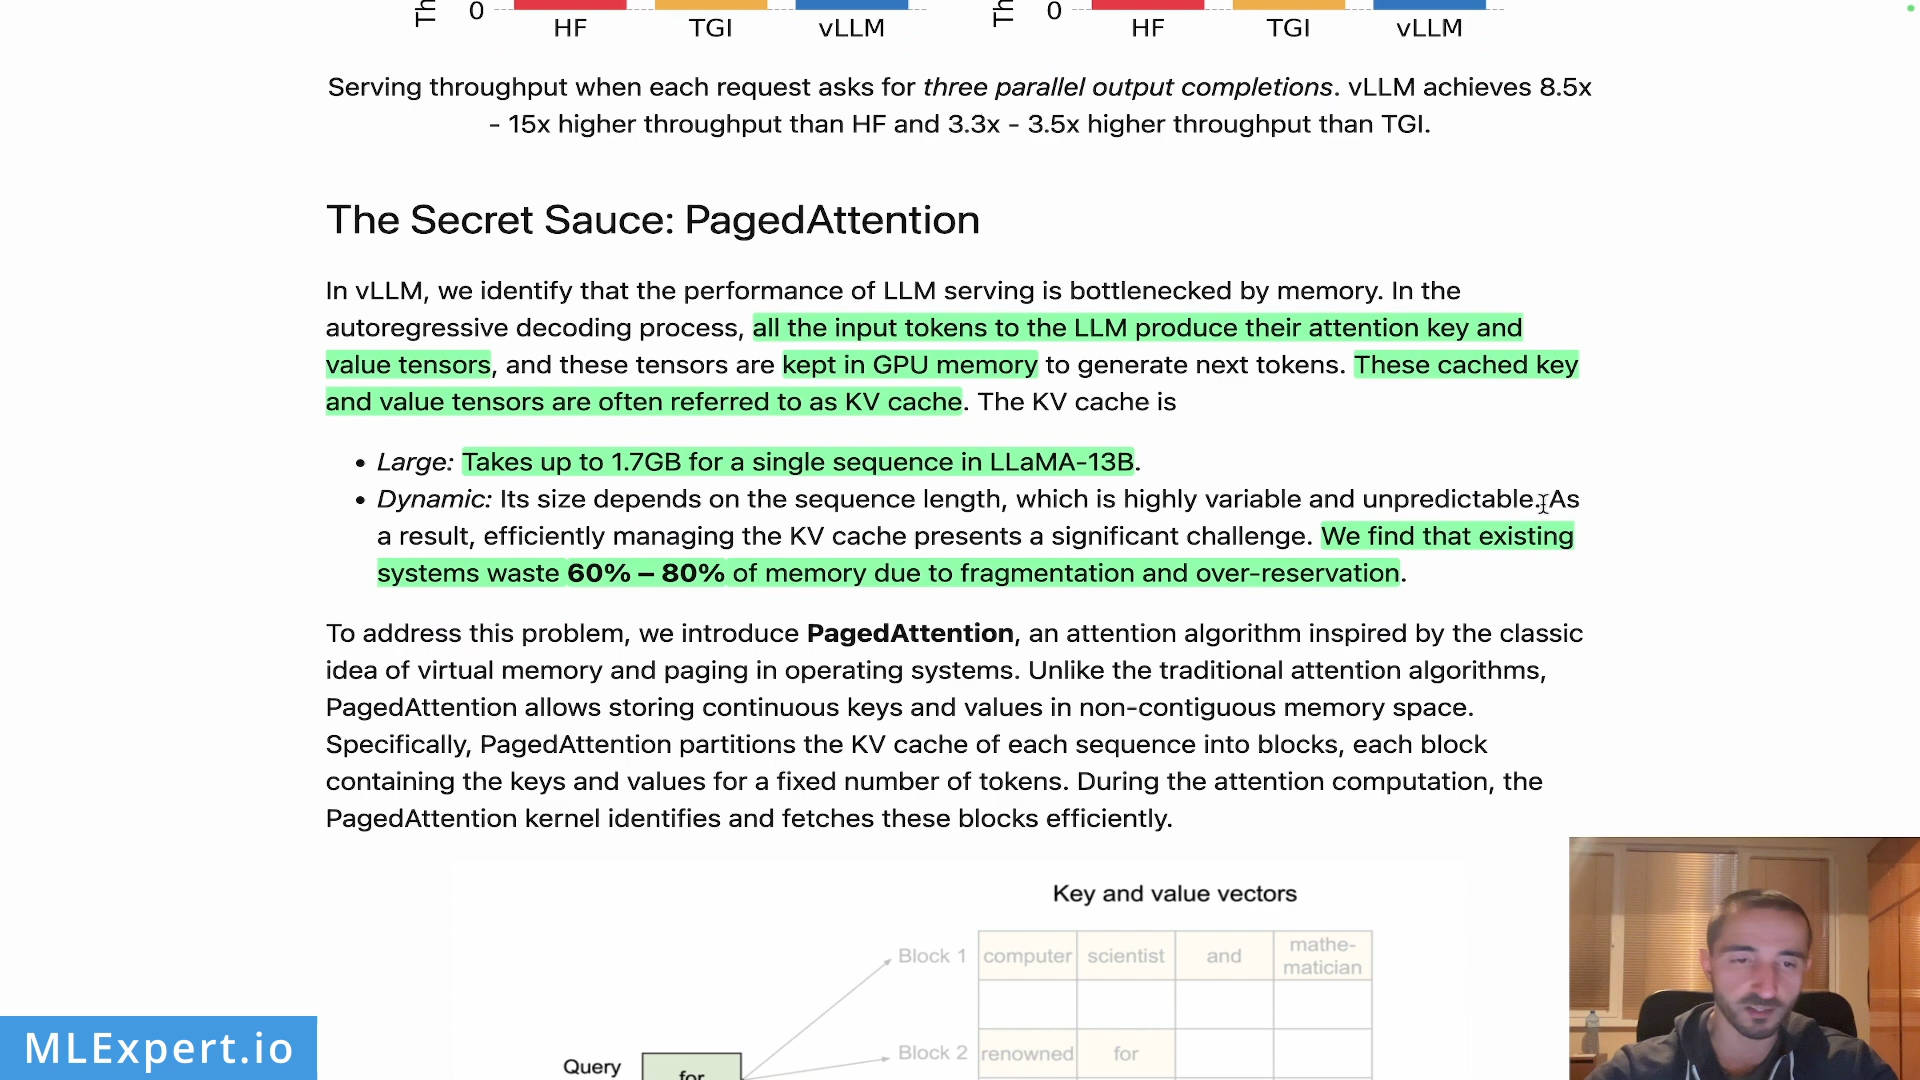 Th
0
HF
TGI
vLLM
Th
0
HF
TGI
vLLM
Serving throughput when each request asks for three parallel output completions. vLLM achieves 8.5x
- 15x higher throughput than HF and 3.3x - 3.5x higher throughput than TGI.
The Secret Sauce: PagedAttention
In vLLM, we identify that the performance of LLM serving is bottlenecked by memory. In the
autoregressive decoding process, all the input tokens to the LLM produce their attention key and
value tensors, and these tensors are kept in GPU memory to generate next tokens. These cached key
and value tensors are often referred to as KV cache. The KV cache is
• Large: Takes up to 1.7GB for a single sequence in LLaMA-13B.
• Dynamic: Its size depends on the sequence length, which is highly variable and unpredictable. As
a result, efficiently managing the KV cache presents a significant challenge. We find that existing
systems waste 60% – 80% of memory due to fragmentation and over-reservation.
To address this problem, we introduce PagedAttention, an attention algorithm inspired by the classic
idea of virtual memory and paging in operating systems. Unlike the traditional attention algorithms,
PagedAttention allows storing continuous keys and values in non-contiguous memory space.
Specifically, PagedAttention partitions the KV cache of each sequence into blocks, each block
containing the keys and values for a fixed number of tokens. During the attention computation, the
PagedAttention kernel identifies and fetches these blocks efficiently.
Key and value vectors
Block 1
computer
scientist
and
mathe-
matician
Block 2
renowned
for
Query
for
MLExpert.io